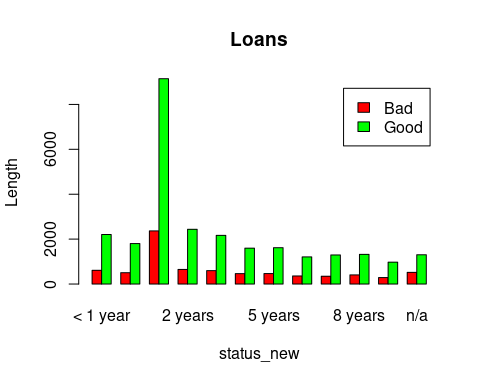 Loans
Bad
Good
Length
0
2000
6000
< 1 year
2 years
5 years
8 years
n/a
status_new